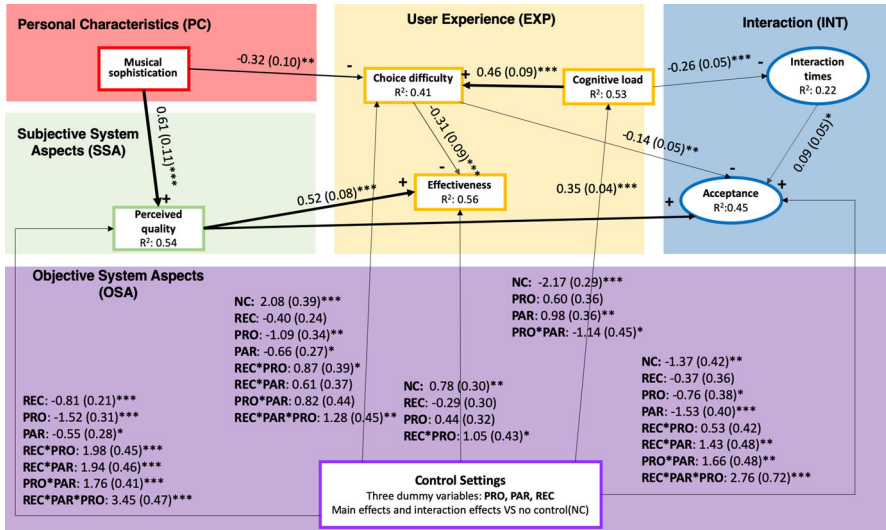 Personal Characteristics (PC)
Musical
sophistication
Subjective System
Aspects (SSA)
Perceived
quality
R²: 0.54
User Experience (EXP)
Choice difficulty
R²: 0.41
Cognitive load
R²: 0.53
Effectiveness
R²: 0.56
Interaction (INT)
Interaction
times
R²: 0.22
Acceptance
R²:0.45
-0.32 (0.10)**
-
0.61 (0.11)***
+
0.46 (0.09)***
+
-0.31 (0.09)***
-
0.52 (0.08)***
+
-0.26 (0.05)***
-
-0.14 (0.05)**
-
0.09 (0.05)*
+
0.35 (0.04)***
+
Objective System Aspects
(OSA)
REC: -0.81 (0.21)***
PRO: -1.52 (0.31)***
PAR: -0.55 (0.28)*
REC*PRO: 1.98 (0.45)***
REC*PAR: 1.94 (0.46)***
PRO*PAR: 1.76 (0.41)***
REC*PAR*PRO: 3.45 (0.47)***
NC: 2.08 (0.39)***
REC: -0.40 (0.24)
PRO: -1.09 (0.34)**
PAR: -0.66 (0.27)*
REC*PRO: 0.87 (0.39)*
REC*PAR: 0.61 (0.37)
PRO*PAR: 0.82 (0.44)
REC*PAR*PRO: 1.28 (0.45)**
NC: 0.78 (0.30)**
REC: -0.29 (0.30)
PRO: 0.44 (0.32)
REC*PRO: 1.05 (0.43)*
NC: -2.17 (0.29)***
PRO: 0.60 (0.36)
PAR: 0.98 (0.36)**
PRO*PAR: -1.14 (0.45)*
NC: -1.37 (0.42)**
REC: -0.37 (0.36)
PRO: -0.76 (0.38)*
PAR: -1.53 (0.40)***
REC*PRO: 0.53 (0.42)
REC*PAR: 1.43 (0.48)**
PRO*PAR: 1.66 (0.48)**
REC*PAR*PRO: 2.76 (0.72)***
Control Settings
Three dummy variables: PRO, PAR, REC
Main effects and interaction effects VS no control(NC)